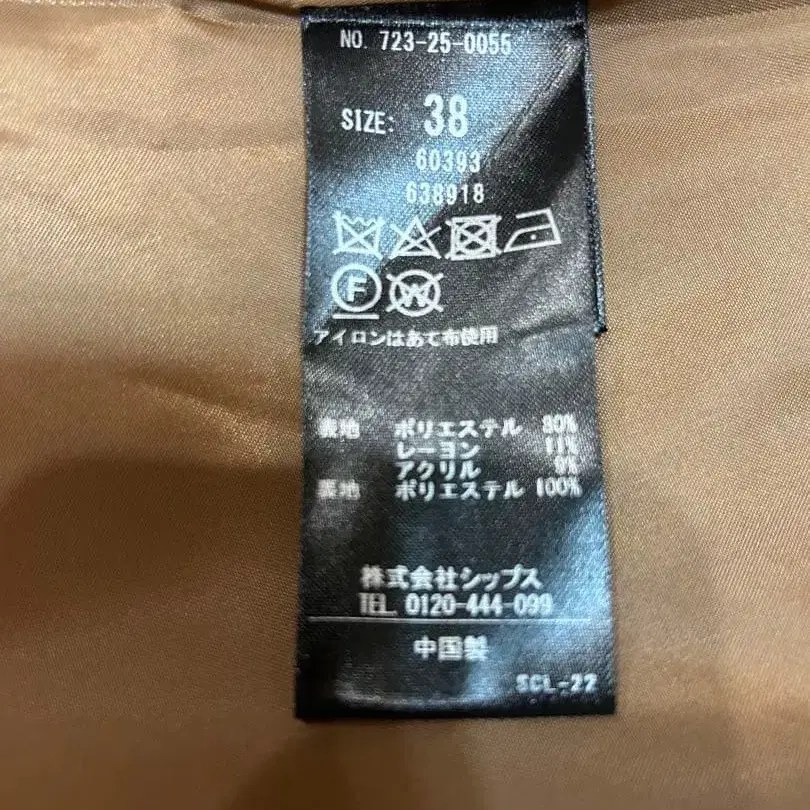 NO. 723-25-0055
SIZE: 38
60393
638918
F W
アイロンはあて布使用
表地 ポリエステル 80%
レーヨン 11%
アクリル 9%
裏地 ポリエステル 100%
株式会社シップス
TEL. 0120-444-099
中国製
SCL-22